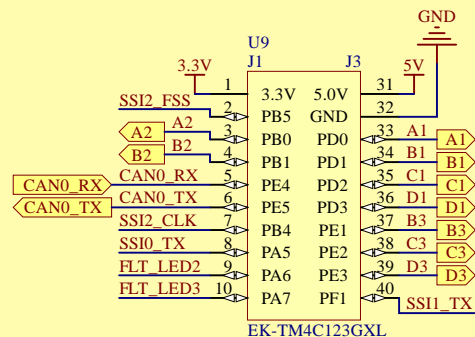 GND
U9
3.3V J1 J3 5V
1 3.3V 5.0V 31
SSI2_FSS 2 PB5 GND 32
A2 A2 3 PB0 PD0 33 A1 A1
B2 B2 4 PB1 PD1 34 B1 B1
CAN0_RX CAN0_RX 5 PE4 PD2 35 C1 C1
CAN0_TX CAN0_TX 6 PE5 PD3 36 D1 D1
SSI2_CLK 7 PB4 PE1 37 B3 B3
SSI0_TX 8 PA5 PE2 38 C3 C3
FLT_LED2 9 PA6 PE3 39 D3 D3
FLT_LED3 10 PA7 PF1 40 SSI1_TX
EK-TM4C123GXL